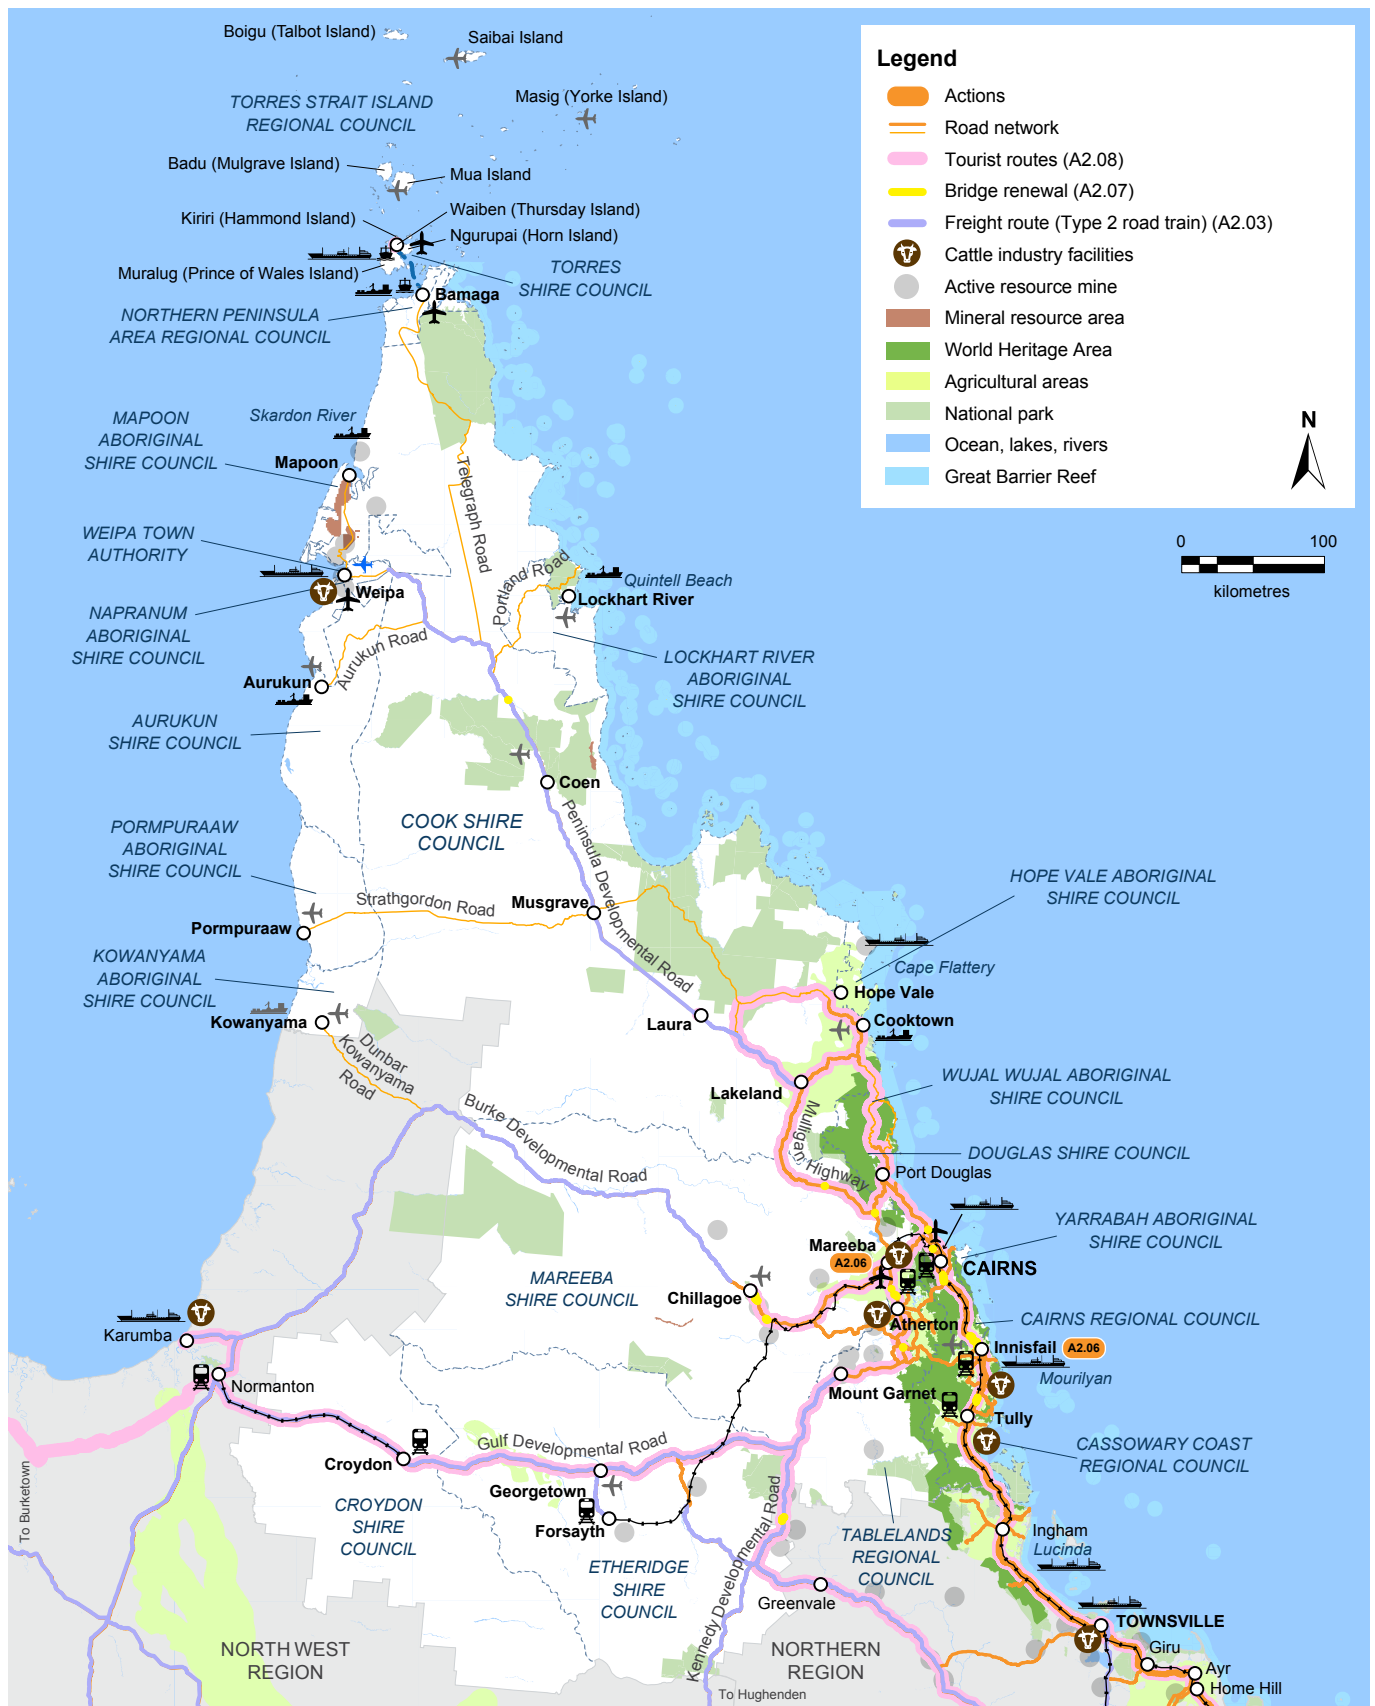 Boigu (Talbot Island)
Saibai Island
Masig (Yorke Island)
TORRES STRAIT ISLAND
REGIONAL COUNCIL
Badu (Mulgrave Island)
Mua Island
Kiriri (Hammond Island)
Waiben (Thursday Island)
Ngurupai (Horn Island)
Muralug (Prince of Wales Island)
TORRES
SHIRE COUNCIL
Bamaga
NORTHERN PENINSULA
AREA REGIONAL COUNCIL
Legend
Actions
Road network
Tourist routes (A2.08)
Bridge renewal (A2.07)
Freight route (Type 2 road train) (A2.03)
Cattle industry facilities
Active resource mine
Mineral resource area
World Heritage Area
Agricultural areas
National park
Ocean, lakes, rivers
Great Barrier Reef
N
0
100
kilometres
MAPOON
ABORIGINAL
SHIRE COUNCIL
Skardon River
Mapoon
Telegraph Road
WEIPA TOWN
AUTHORITY
Weipa
Portland Road
Quintell Beach
Lockhart River
NAPRANUM
ABORIGINAL
SHIRE COUNCIL
Aurukun Road
Aurukun
LOCKHART RIVER
ABORIGINAL
SHIRE COUNCIL
AURUKUN
SHIRE COUNCIL
Coen
COOK SHIRE
COUNCIL
Peninsula Developmental Road
PORMPURAAW
ABORIGINAL
SHIRE COUNCIL
Strathgordon Road
Musgrave
Pormpuraaw
HOPE VALE ABORIGINAL
SHIRE COUNCIL
KOWANYAMA
ABORIGINAL
SHIRE COUNCIL
Cape Flattery
Hope Vale
Kowanyama
Laura
Cooktown
Dunbar
Kowanyama
Road
Lakeland
WUJAL WUJAL ABORIGINAL
SHIRE COUNCIL
Burke Developmental Road
Mulligan Highway
DOUGLAS SHIRE COUNCIL
Port Douglas
YARRABAH ABORIGINAL
SHIRE COUNCIL
Mareeba
A2.06
CAIRNS
MAREEBA
SHIRE COUNCIL
Chillagoe
Karumba
Atherton
CAIRNS REGIONAL COUNCIL
Innisfail
A2.06
Mourilyan
Normanton
Mount Garnet
Tully
Gulf Developmental Road
Croydon
CASSOWARY COAST
REGIONAL COUNCIL
Georgetown
Forsayth
To Burketown
CROYDON
SHIRE
COUNCIL
Kennedy Developmental Road
TABLELANDS
REGIONAL
COUNCIL
Ingham
Lucinda
ETHERIDGE
SHIRE
COUNCIL
Greenvale
TOWNSVILLE
NORTH WEST
REGION
NORTHERN
REGION
Giru
Ayr
Home Hill
To Hughenden